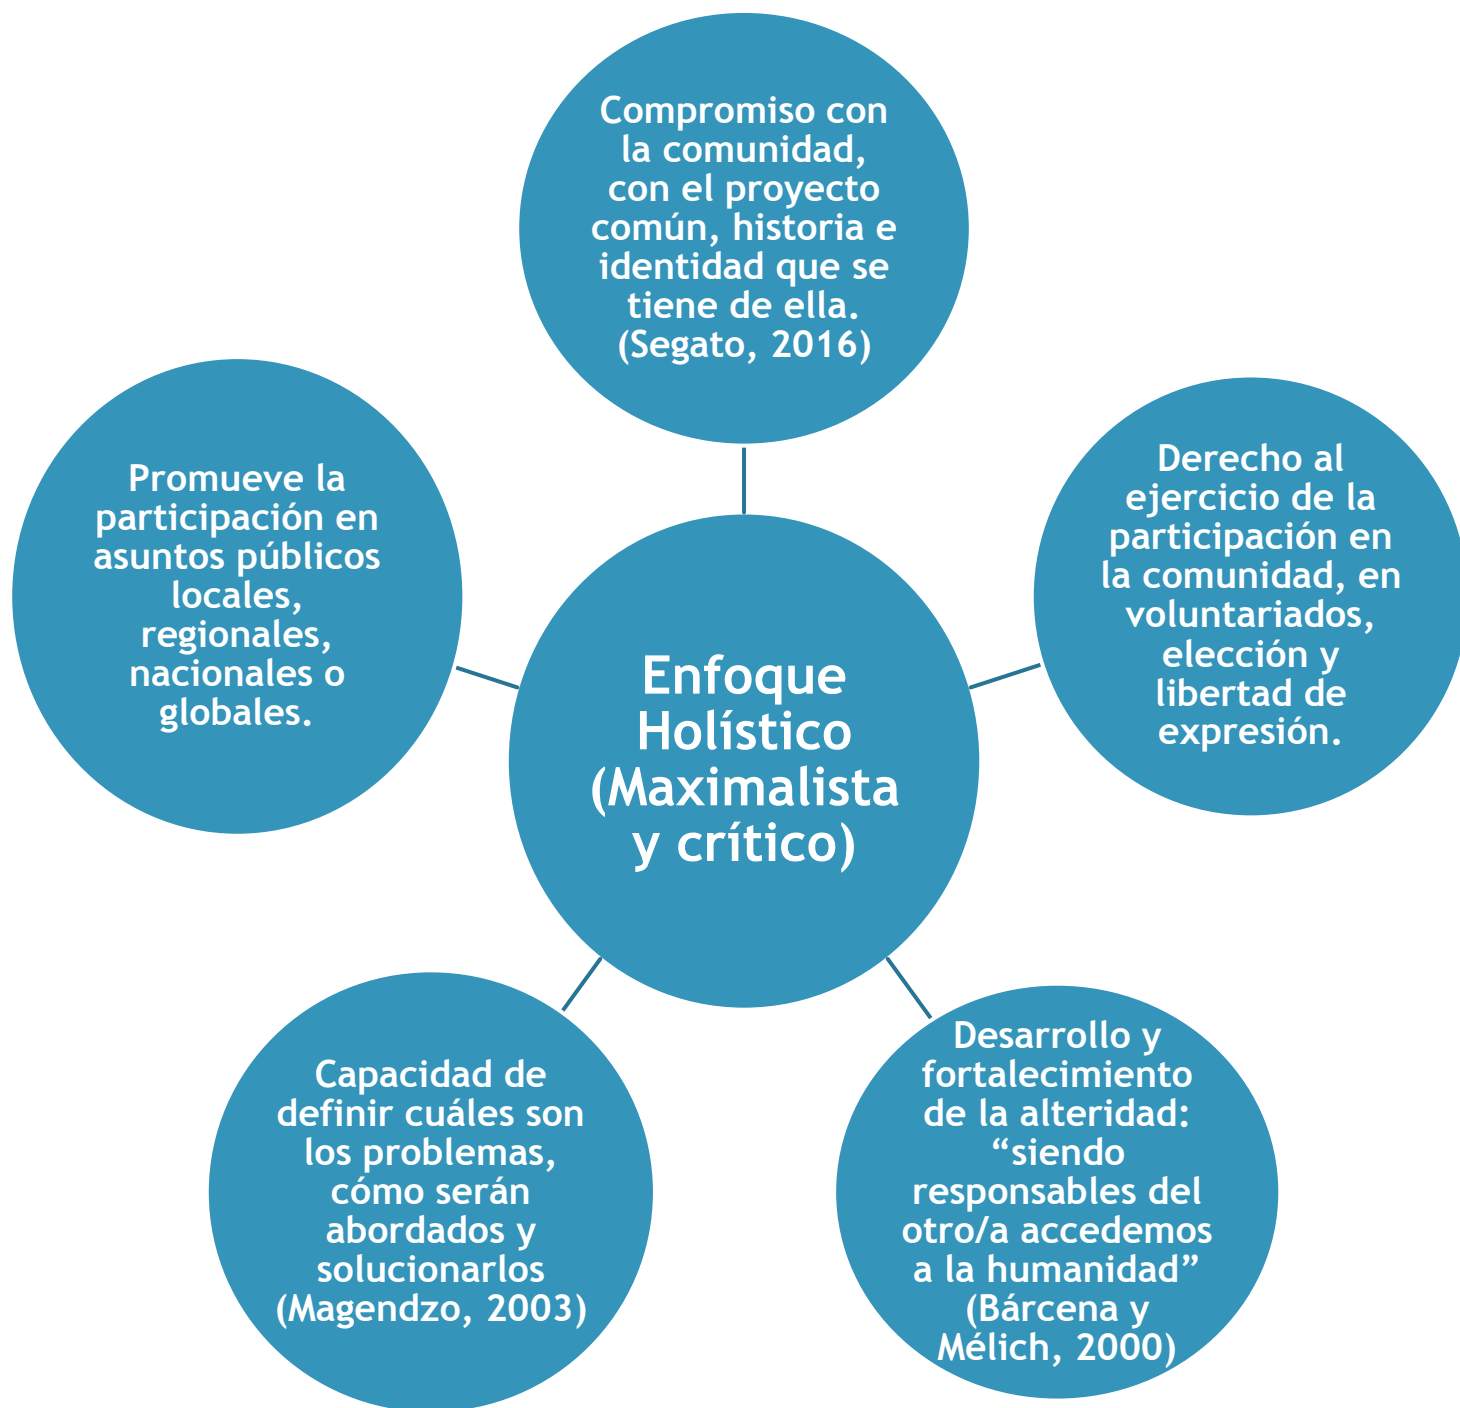 Compromiso con
la comunidad,
con el proyecto
común, historia e
identidad que se
tiene de ella.
(Segato, 2016)
Derecho al
ejercicio de la
participación en
la comunidad, en
voluntariados,
elección y
libertad de
expresión.
Desarrollo y
fortalecimiento
de la alteridad:
“siendo
responsables del
otro/a accedemos
a la humanidad”
(Bárcena y
Mélich, 2000)
Capacidad de
definir cuáles son
los problemas,
cómo serán
abordados y
solucionarlos
(Magendzo, 2003)
Promueve la
participación en
asuntos públicos
locales,
regionales,
nacionales o
globales.
Enfoque
Holístico
(Maximalista
y crítico)